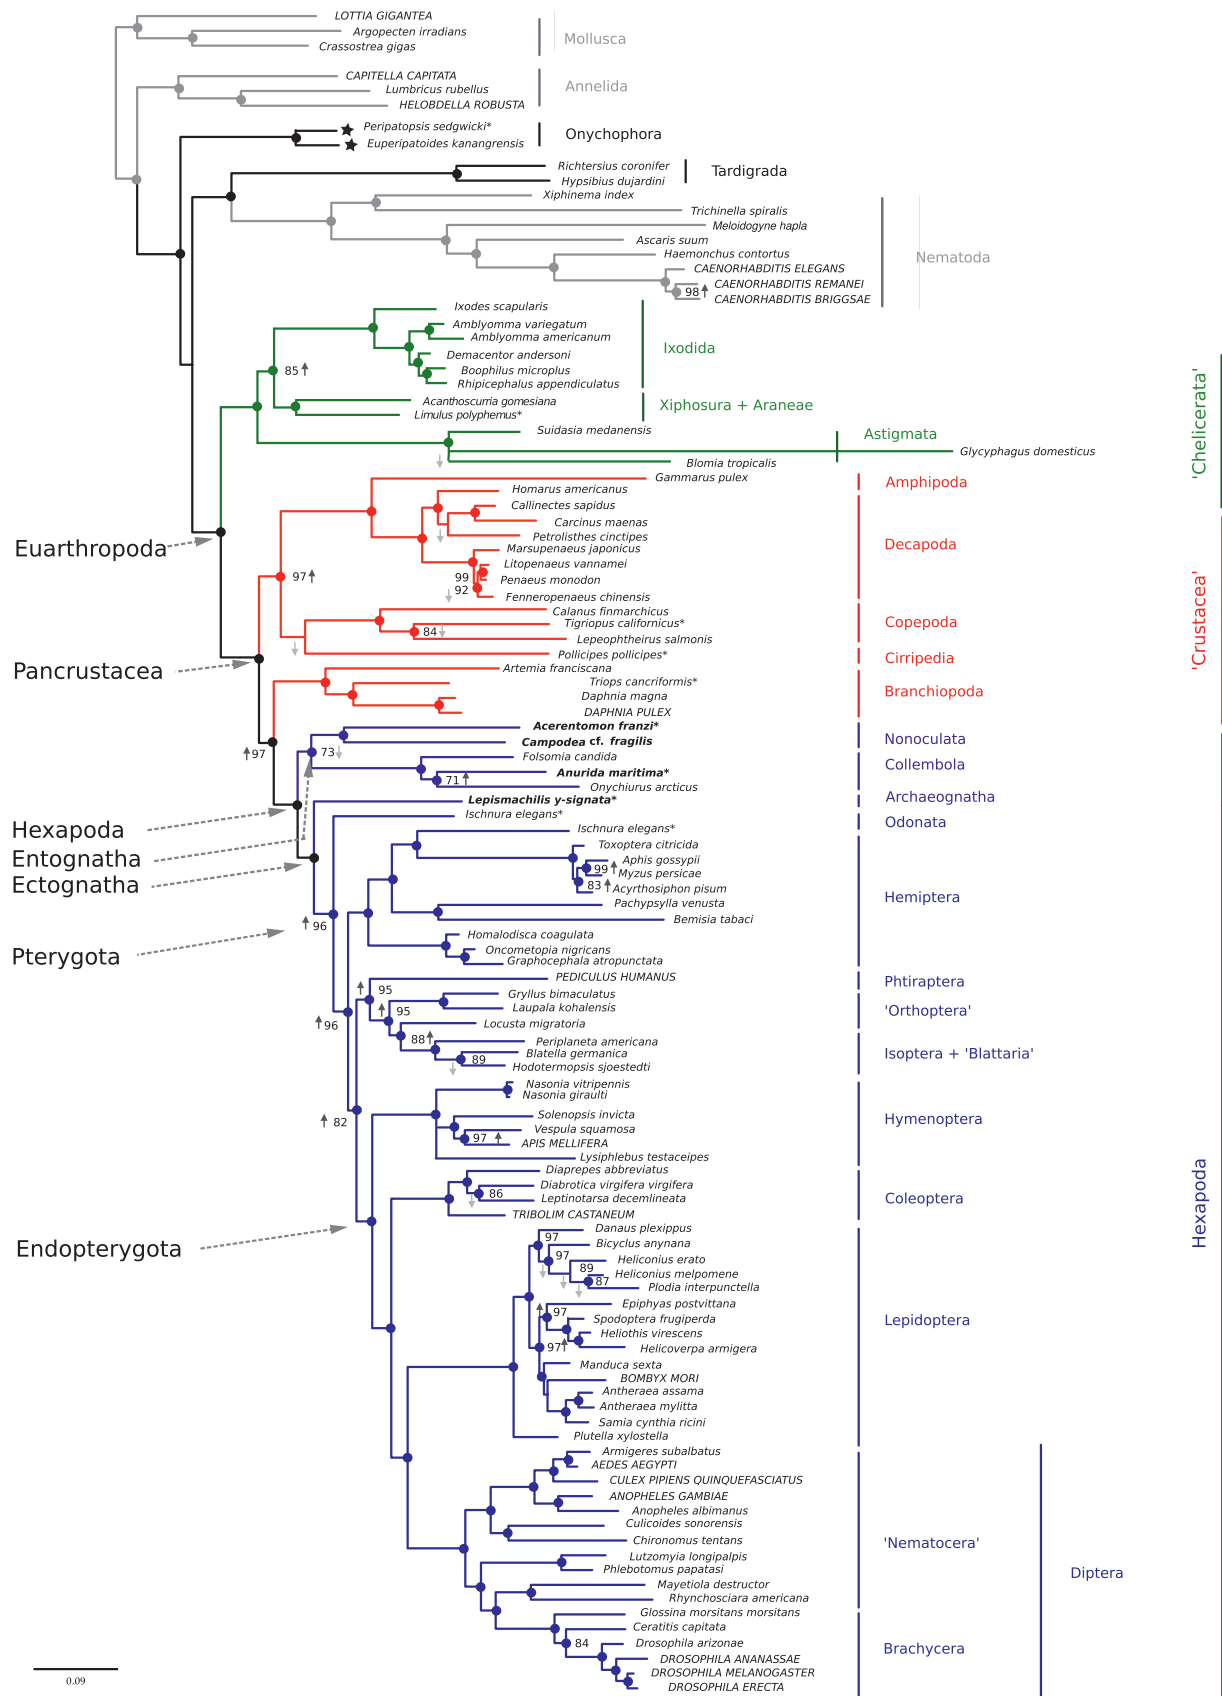 LOTTIA GIGANTEA
Argopecten irradians
Crassostrea gigas
Mollusca
CAPITELLA CAPITATA
Lumbricus rubellus
HELOBDELLA ROBUSTA
Annelida
Peripatopsis sedgwicki*
Euperipatoides kanangrensis
Onychophora
Richtersius coronifer
Hypsibius dujardini
Tardigrada
Xiphinema index
Trichinella spiralis
Meloidogyne hapla
Ascaris suum
Haemonchus contortus
CAENORHABDITIS ELEGANS
CAENORHABDITIS REMANEI
98
CAENORHABDITIS BRIGGSAE
Nematoda
Ixodes scapularis
Amblyomma variegatum
Amblyomma americanum
Demacentor andersoni
Boophilus microplus
Rhipicephalus appendiculatus
Ixodida
85
Acanthoscurria gomesiana
Limulus polyphemus*
Xiphosura + Araneae
Suidasia medanensis
Astigmata
Glycyphagus domesticus
Blomia tropicalis
'Chelicerata'
Gammarus pulex
Amphipoda
Homarus americanus
Callinectes sapidus
Carcinus maenas
Petrolisthes cinctipes
Marsupenaeus japonicus
Litopenaeus vannamei
99
Penaeus monodon
92
Fenneropenaeus chinensis
Decapoda
Euarthropoda
97
Calanus finmarchicus
Tigriopus californicus*
84
Lepeophtheirus salmonis
Copepoda
Pollicipes pollicipes*
Cirripedia
Pancrustacea
Artemia franciscana
Triops cancriformis*
Daphnia magna
DAPHNIA PULEX
Branchiopoda
'Crustacea'
Acerentomon franzi*
Campodea cf. fragilis
Nonoculata
97
73
Folsomia candida
Anurida maritima*
71
Onychiurus arcticus
Collembola
Lepismachilis y-signata*
Archaeognatha
Ischnura elegans*
Odonata
Hexapoda
Entognatha
Ectognatha
Ischnura elegans*
Toxoptera citricida
Aphis gossypii
99
Myzus persicae
83
Acyrthosiphon pisum
Pachypsylla venusta
Bemisia tabaci
Hemiptera
96
Homalodisca coagulata
Oncometopia nigricans
Graphocephala atropunctata
Pterygota
PEDICULUS HUMANUS
Phtiraptera
95
Gryllus bimaculatus
Laupala kohalensis
'Orthoptera'
95
96
Locusta migratoria
88
Periplaneta americana
Blatella germanica
89
Hodotermopsis sjoestedti
Isoptera + 'Blattaria'
Nasonia vitripennis
Nasonia giraulti
82
Solenopsis invicta
Vespula squamosa
97
APIS MELLIFERA
Lysiphlebus testaceipes
Hymenoptera
Diaprepes abbreviatus
Diabrotica virgifera virgifera
86
Leptinotarsa decemlineata
TRIBOLIM CASTANEUM
Coleoptera
Hexapoda
Endopterygota
Danaus plexippus
97
Bicyclus anynana
97
Heliconius erato
89
Heliconius melpomene
87
Plodia interpunctella
Epiphyas postvittana
97
Spodoptera frugiperda
Heliothis virescens
97
Helicoverpa armigera
Manduca sexta
BOMBYX MORI
Antheraea assama
Antheraea mylitta
Samia cynthia ricini
Plutella xylostella
Lepidoptera
Armigeres subalbatus
AEDES AEGYPTI
CULEX PIPIENS QUINQUEFASCIATUS
ANOPHELES GAMBIAE
Anopheles albimanus
Culicoides sonorensis
Chironomus tentans
Lutzomyia longipalpis
Phlebotomus papatasi
Mayetiola destructor
Rhynchosciara americana
'Nematocera'
Diptera
Glossina morsitans morsitans
Ceratitis capitata
84
Drosophila arizonae
DROSOPHILA ANANASSAE
DROSOPHILA MELANOGASTER
DROSOPHILA ERECTA
Brachycera
0.09